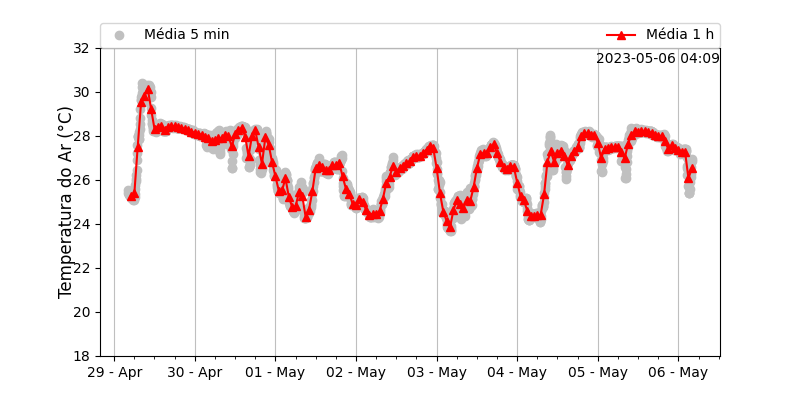 Média 5 min
Média 1 h
2023-05-06 04:09
Temperatura do Ar (°C)
32
30
28
26
24
22
20
18
29 - Apr
30 - Apr
01 - May
02 - May
03 - May
04 - May
05 - May
06 - May